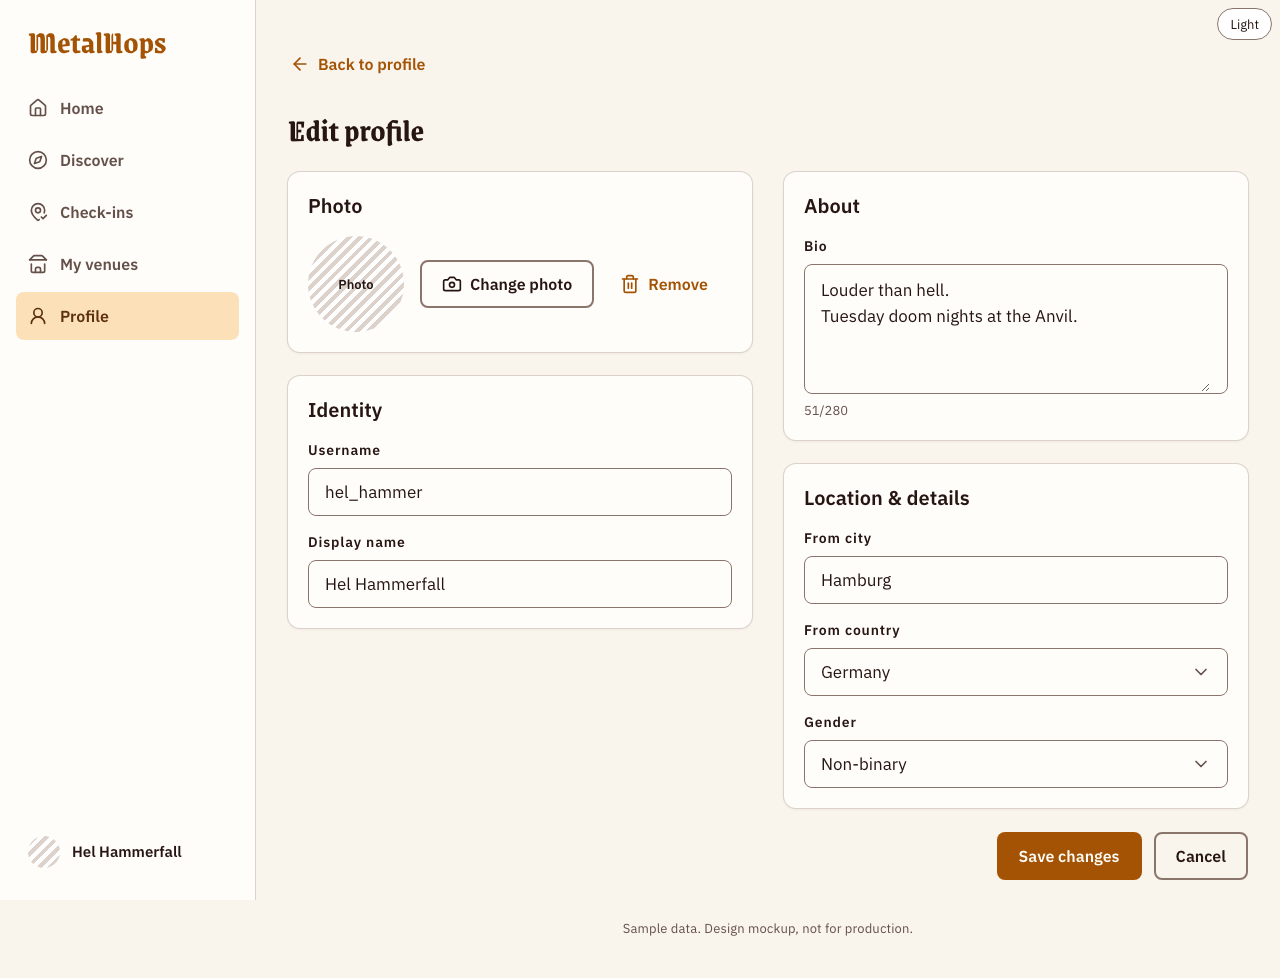 MetalHops
Home
Discover
Check-ins
My venues
Profile
Hel Hammerfall
Light
Back to profile
Edit profile
Photo
Photo
Change photo
Remove
Identity
Username
hel_hammer
Display name
Hel Hammerfall
About
Bio
Louder than hell.
Tuesday doom nights at the Anvil.
51/280
Location & details
From city
Hamburg
From country
Germany
Gender
Non-binary
Save changes
Cancel
Sample data. Design mockup, not for production.